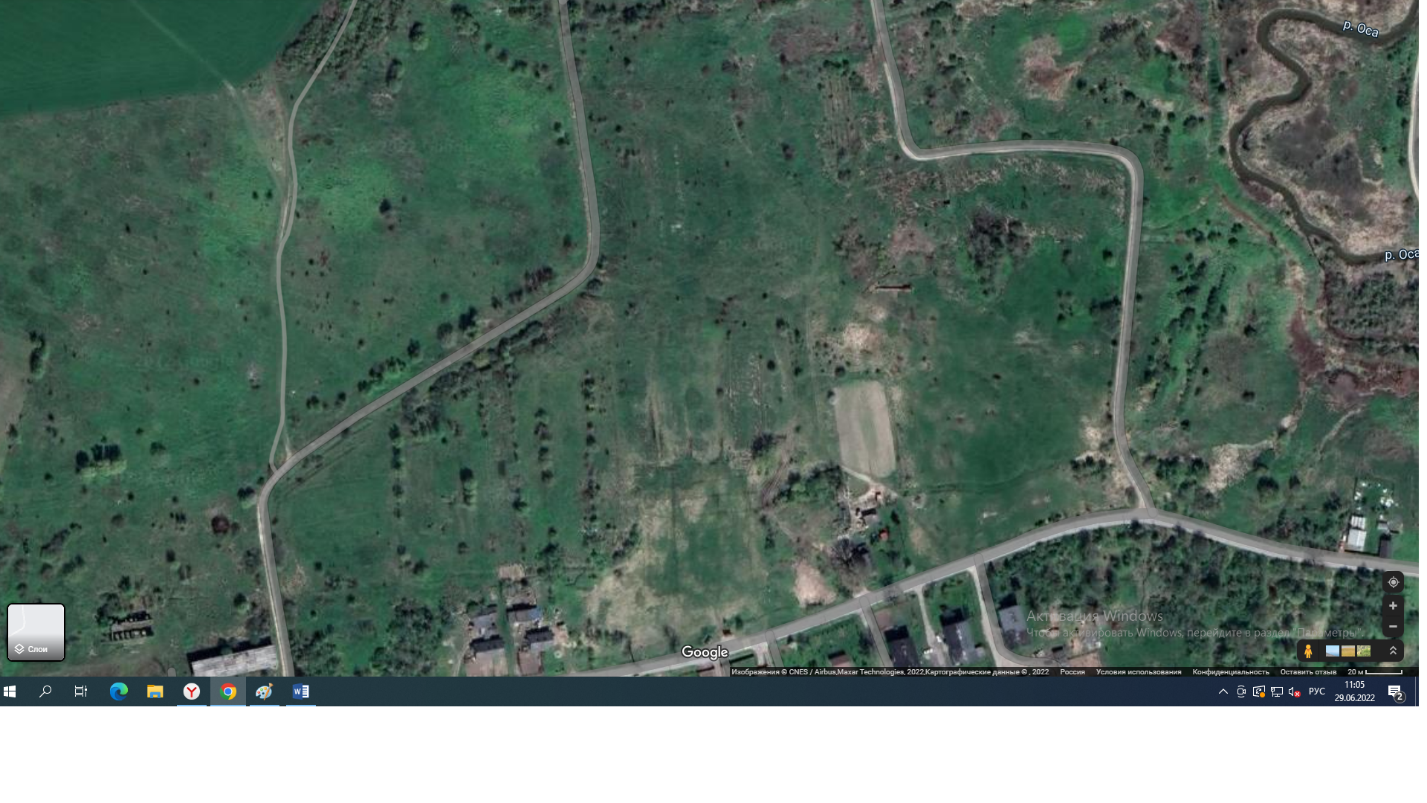 р. Оса
р. Оса
Активация Windows
Чтобы активировать Windows, перейдите в раздел "Параметры".
Слои
Google
Изображения © CNES / Airbus,Maxar Technologies, 2022,Картографические данные © , 2022 Россия Условия использования Конфиденциальность Оставить отзыв 20 м
РУС
11:05
29.06.2022
2